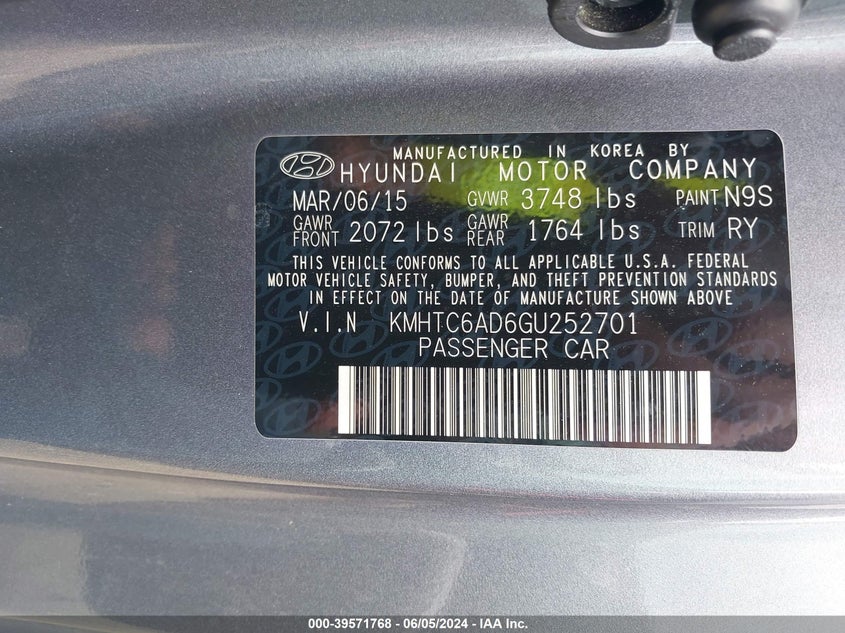 MANUFACTURED IN KOREA BY
HYUNDAI MOTOR COMPANY
MAR/06/15 GVWR 3748 lbs PAINT N9S
GAWR FRONT 2072 lbs GAWR REAR 1764 lbs TRIM RY
THIS VEHICLE CONFORMS TO ALL APPLICABLE U.S.A. FEDERAL
MOTOR VEHICLE SAFETY, BUMPER, AND THEFT PREVENTION STANDARDS
IN EFFECT ON THE DATE OF MANUFACTURE SHOWN ABOVE
V.I.N KMHTC6AD6GU252701
PASSENGER CAR
000-39571768 - 06/05/2024 - IAA Inc.